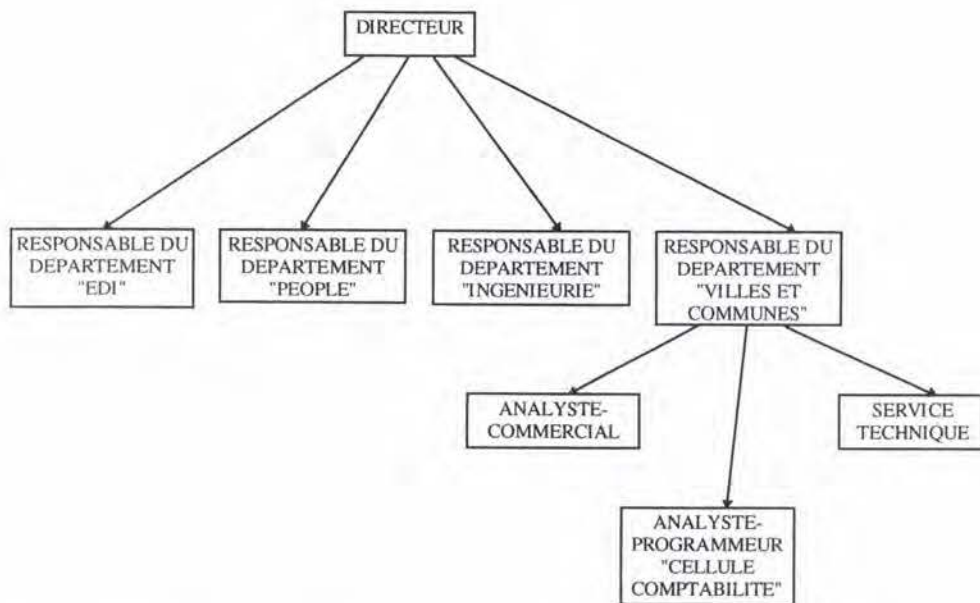 DIRECTEUR
RESPONSABLE DU
DEPARTEMENT
"EDI"
RESPONSABLE DU
DEPARTEMENT
"PEOPLE"
RESPONSABLE DU
DEPARTEMENT
"INGENIEURIE"
RESPONSABLE DU
DEPARTEMENT
"VILLES ET
COMMUNES"
ANALYSTE-
COMMERCIAL
SERVICE
TECHNIQUE
ANALYSTE-
PROGRAMMEUR
"CELLULE
COMPTABILITE"